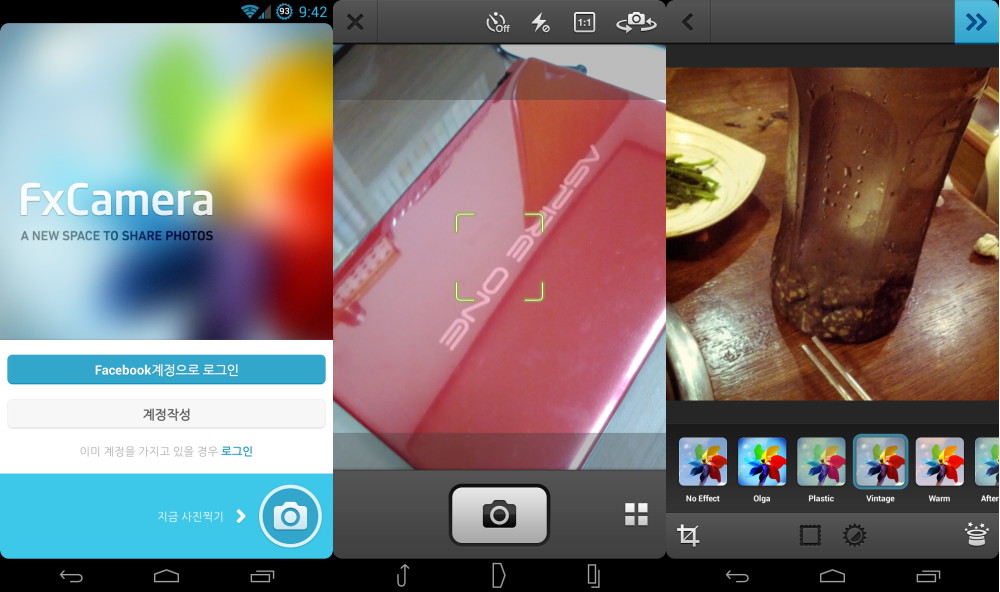 93 9:42
FxCamera
A NEW SPACE TO SHARE PHOTOS
Facebook계정으로 로그인
계정작성
이미 계정을 가지고 있을 경우 로그인
지금 사진찍기
Off
1:1
ASPIRE ONE
No Effect
Olga
Plastic
Vintage
Warm
After